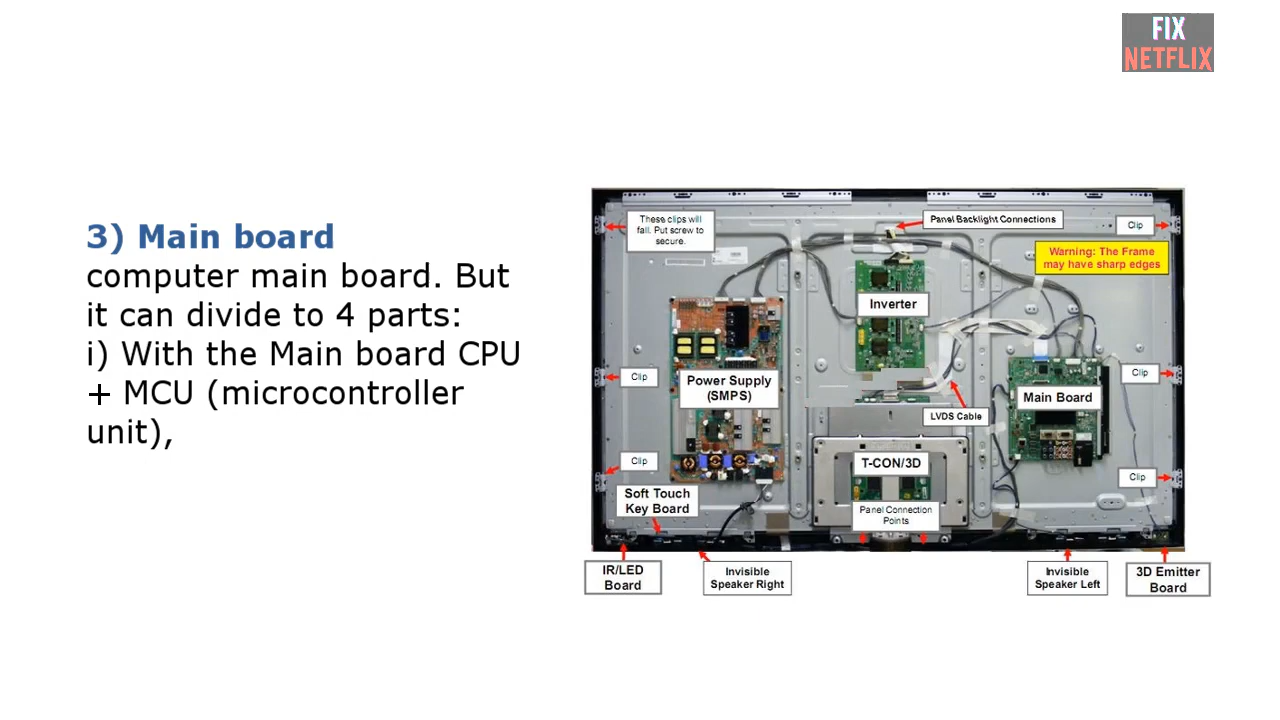 FIX
NETFLIX
3) Main board
computer main board. But
it can divide to 4 parts:
i) With the Main board CPU
+ MCU (microcontroller
unit),
These clips will
fall. Put screw to
secure.
Panel Backlight Connections
Clip
Warning: The Frame
may have sharp edges
Inverter
Clip
Power Supply
(SMPS)
Clip
Main Board
LVDS Cable
Clip
T-CON/3D
Clip
Soft Touch
Key Board
Panel Connection
Points
IR/LED
Board
Invisible
Speaker Right
Invisible
Speaker Left
3D Emitter
Board